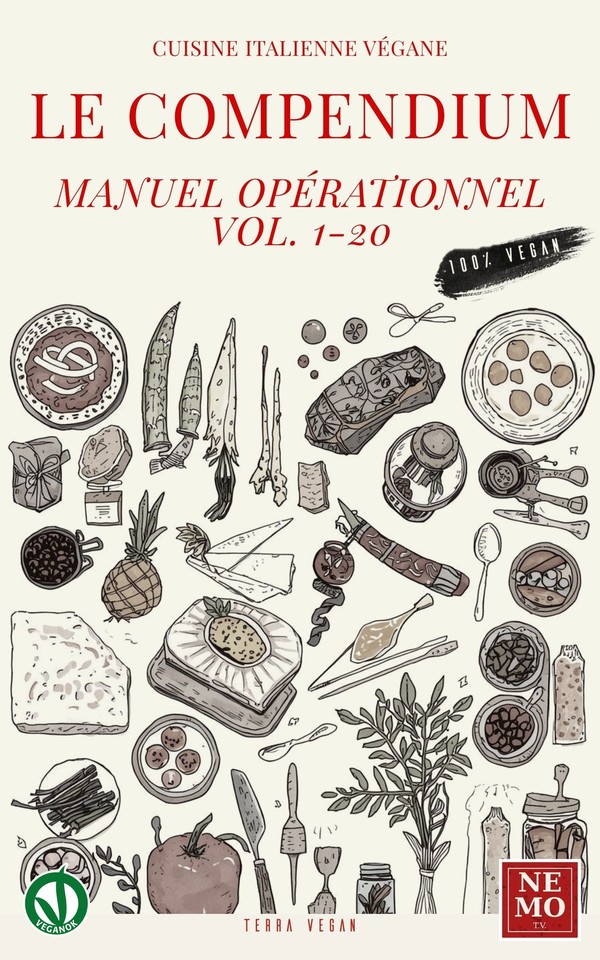 CUISINE ITALIENNE VÉGANE
LE COMPENDIUM
MANUEL OPÉRATIONNEL
VOL. 1-20
100% VEGAN
VEGANOK
TERRA VEGAN
NE
MO
T.V.